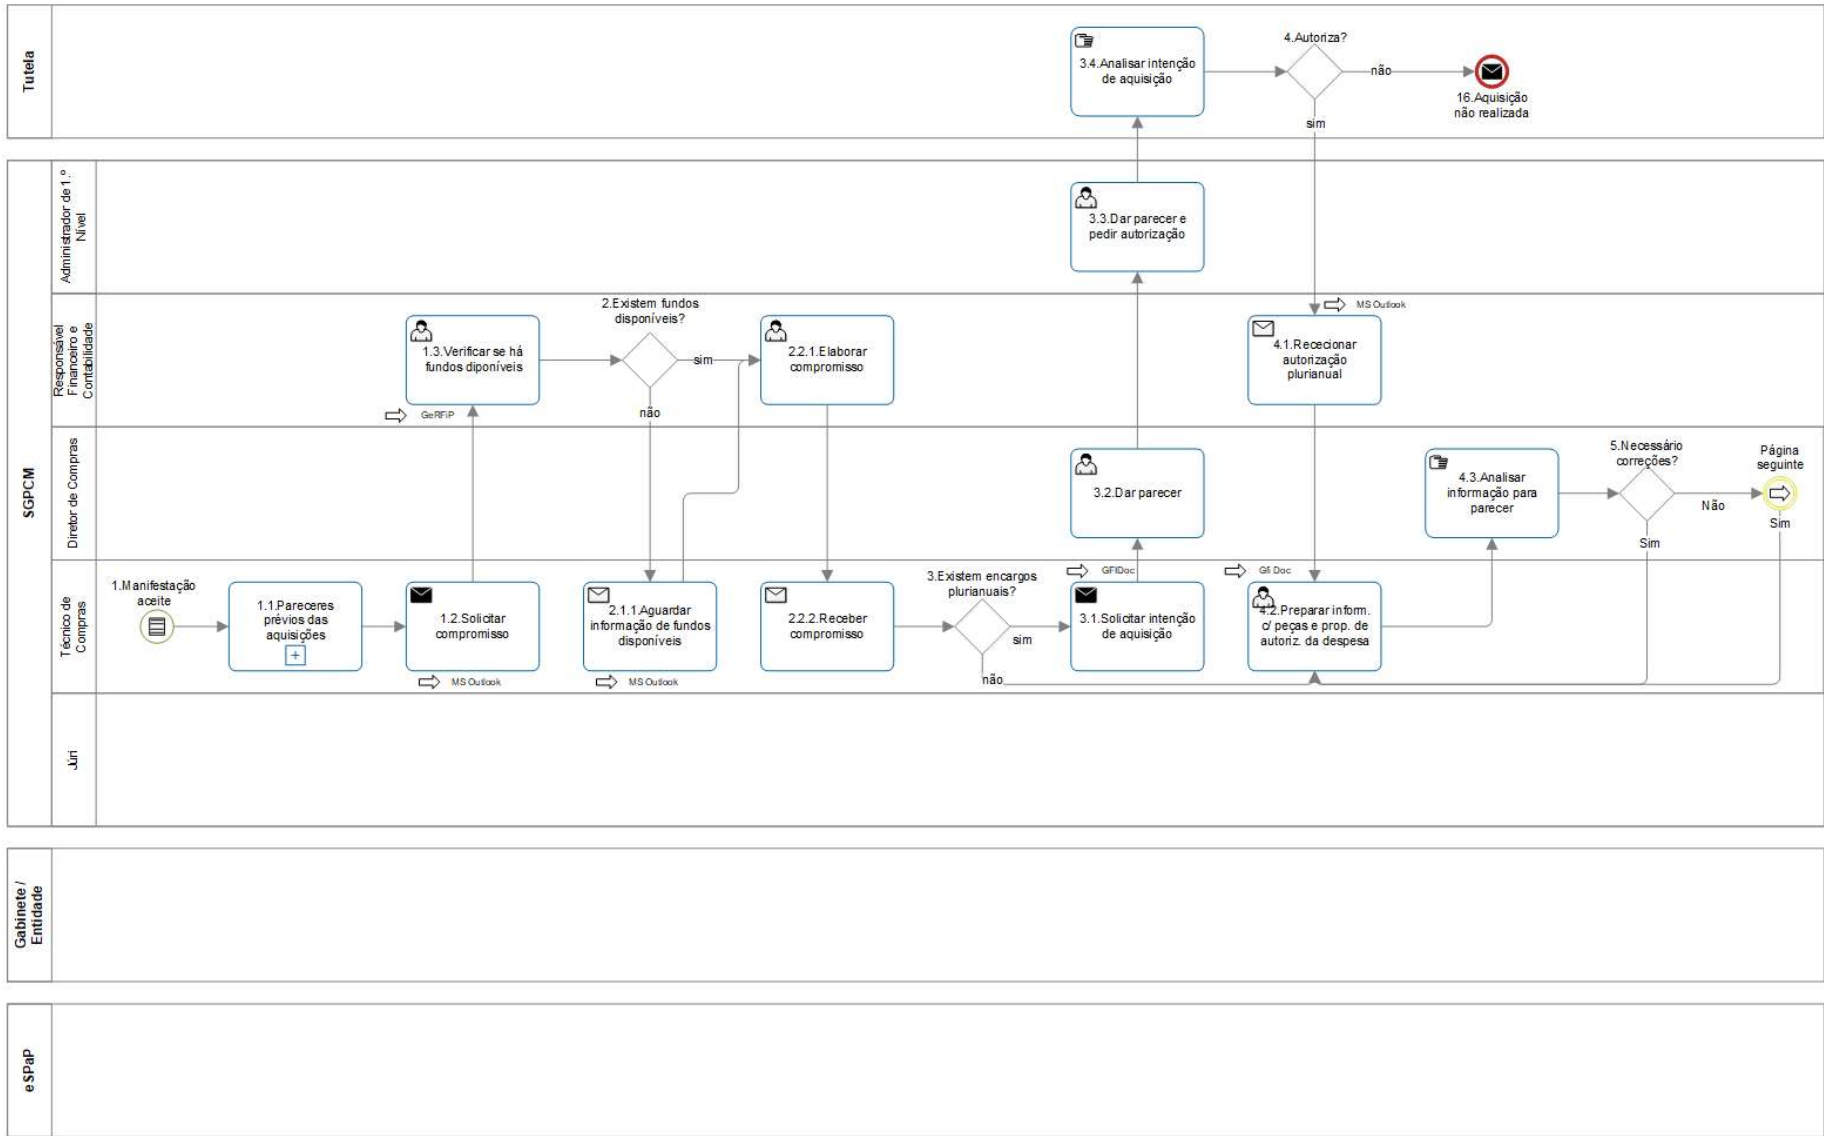 Tutela
3.4.Analisar intenção
de aquisição
4.Autoriza?
não
sim
16.Aquisição
não realizada
SGPCM
Administrador de 1.º
Nível
3.3.Dar parecer e
pedir autorização
Responsável
Financeiro e
Contabilidade
1.3.Verificar se há
fundos diponíveis
GeRFiP
2.Existem fundos
disponíveis?
sim
não
2.2.1.Elaborar
compromisso
MS Outlook
4.1.Rececionar
autorização
plurianual
Diretor de Compras
3.2.Dar parecer
4.3.Analisar
informação para
parecer
5.Necessário
correções?
Não
Sim
Página
seguinte
Sim
Técnico de
Compras
1.Manifestação
aceite
1.1.Pareceres
prévios das
aquisições
1.2.Solicitar
compromisso
MS Outlook
2.1.1.Aguardar
informação de fundos
disponíveis
MS Outlook
2.2.2.Receber
compromisso
3.Existem encargos
plurianuais?
sim
não
GFIDoc
3.1.Solicitar intenção
de aquisição
Gfi Doc
4.2.Preparar inform.
c/ peças e prop. de
autoriz. da despesa
Júri
Gabinete /
Entidade
eSPaP